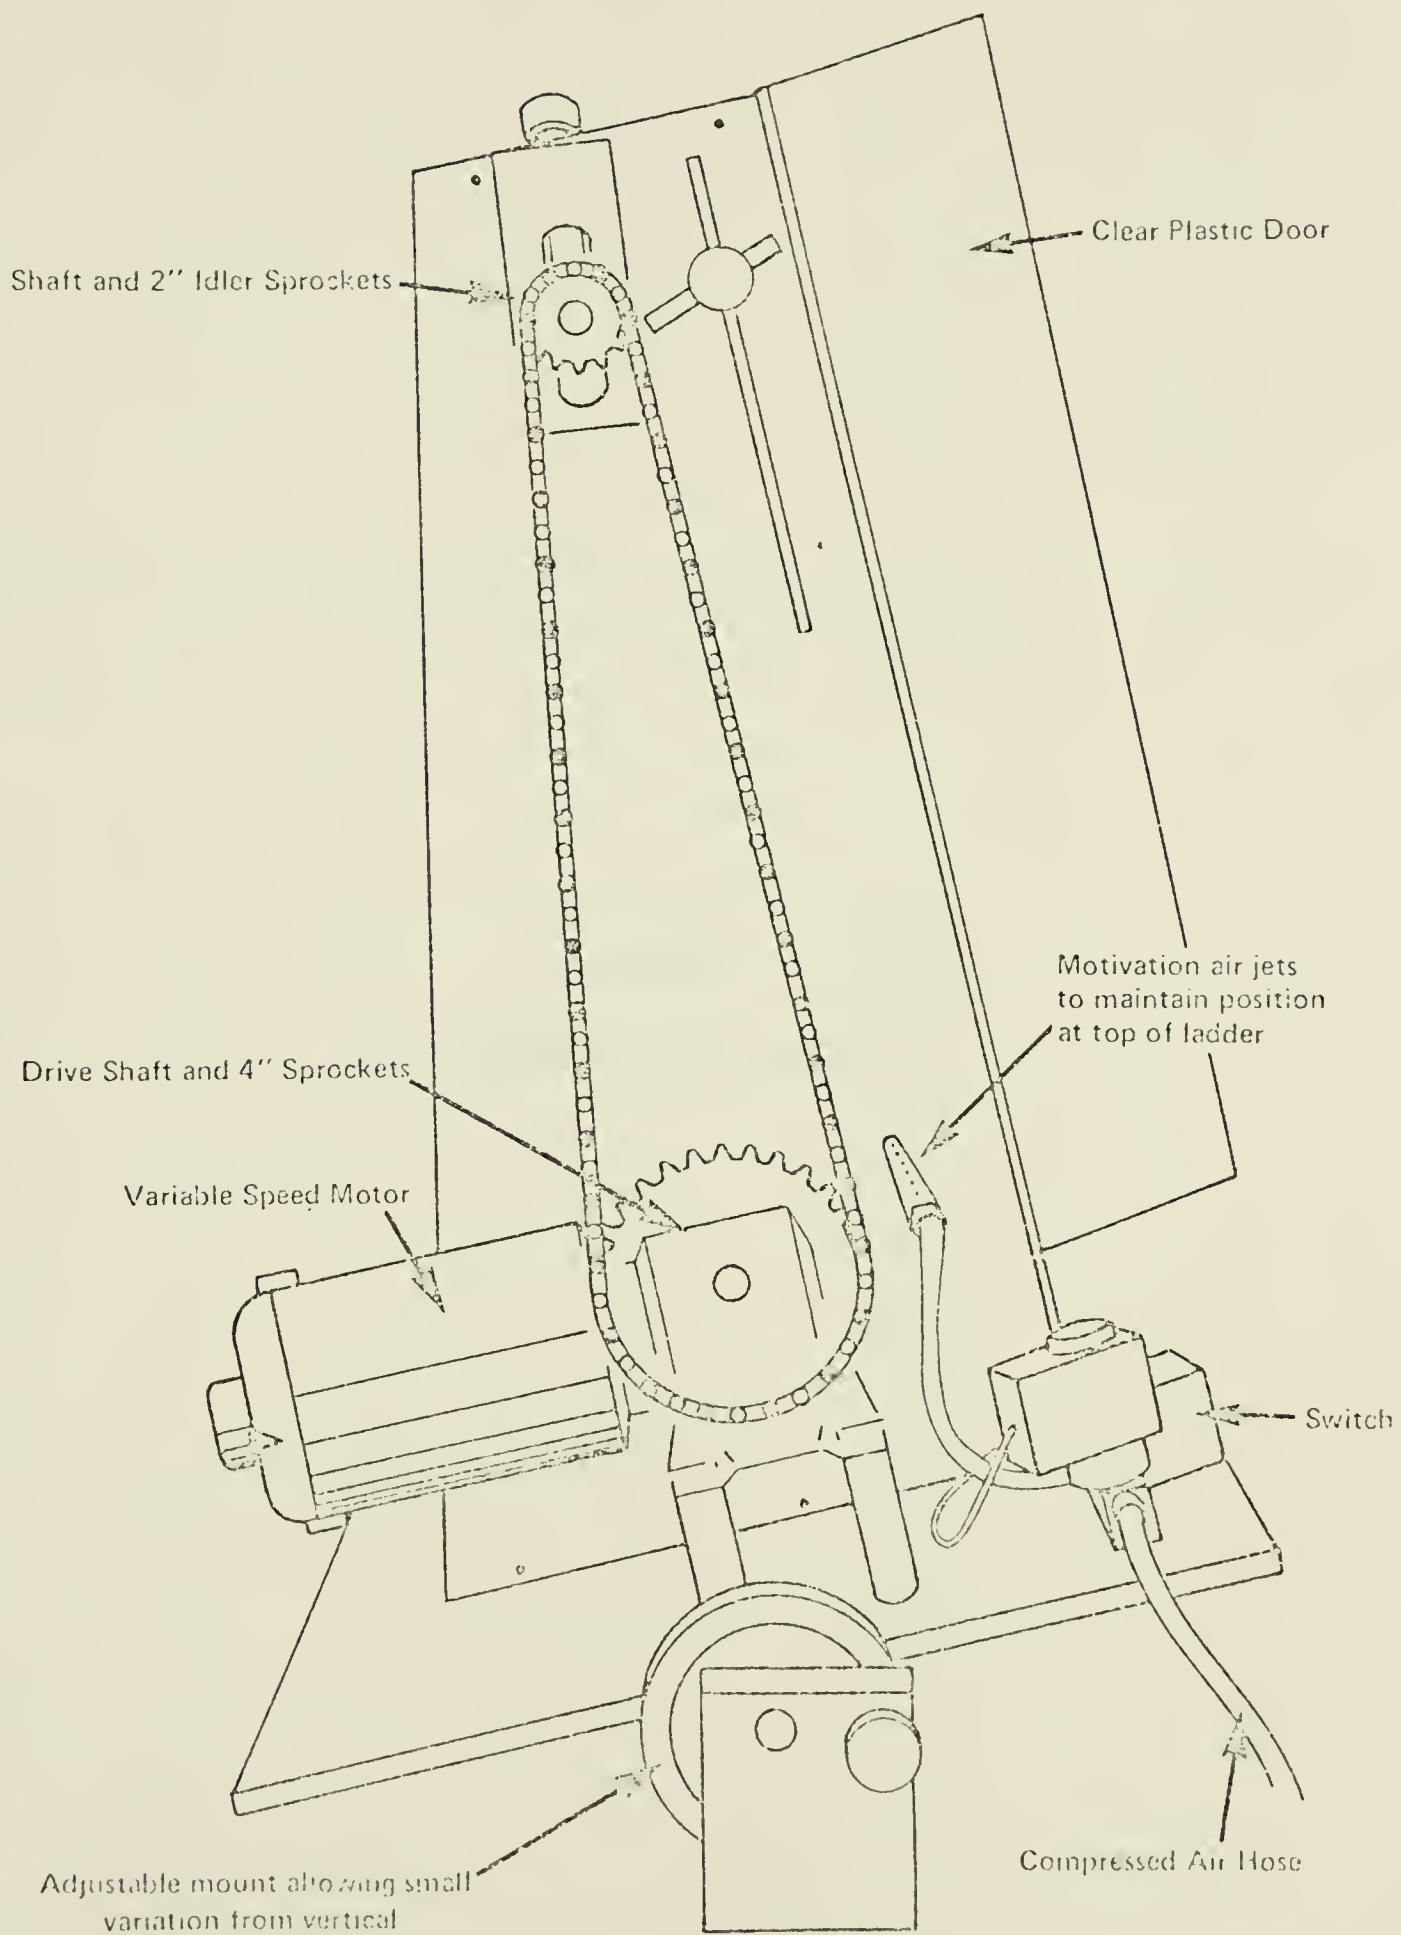 Clear Plastic Door
Shaft and 2" Idler Sprockets
Motivation air jets
to maintain position
at top of ladder
Drive Shaft and 4" Sprockets
Variable Speed Motor
Switch
Compressed Air Hose
Adjustable mount allowing small
variation from vertical